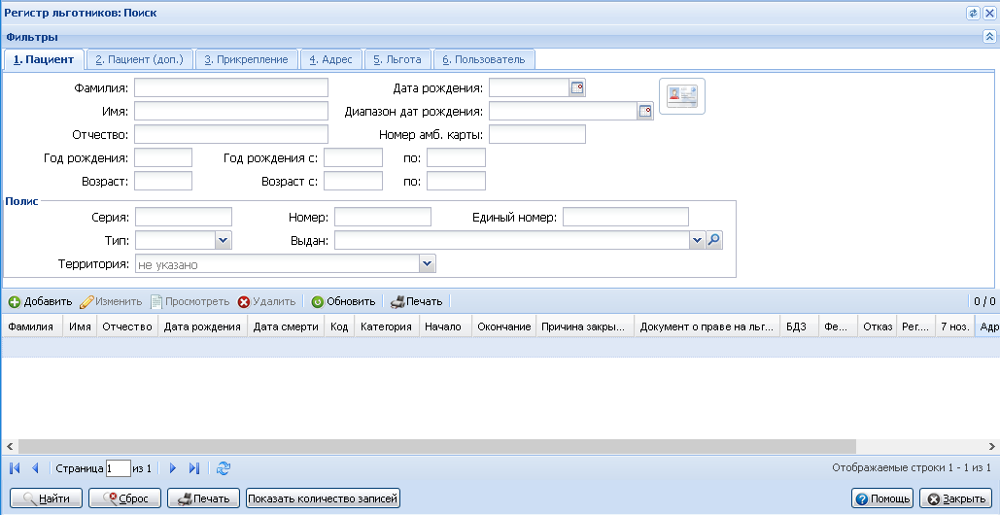 Регистр льготников: Поиск
Фильтры
1. Пациент 2. Пациент (доп.) 3. Прикрепление 4. Адрес 5. Льгота 6. Пользователь
Фамилия: Дата рождения:
Имя: Диапазон дат рождения:
Отчество: Номер амб. карты:
Год рождения: Год рождения с: по:
Возраст: Возраст с: по:
Полис
Серия: Номер: Единый номер:
Тип: Выдан:
Территория: не указано
Добавить Изменить Просмотреть Удалить Обновить Печать 0 / 0
Фамилия Имя Отчество Дата рождения Дата смерти Код Категория Начало Окончание Причина закры... Документ о праве на льг... БДЗ Фе... Отказ Рег.... 7 ноз. Адр
Страница 1 из 1 Отображаемые строки 1 - 1 из 1
Найти Сброс Печать Показать количество записей Помощь Закрыть